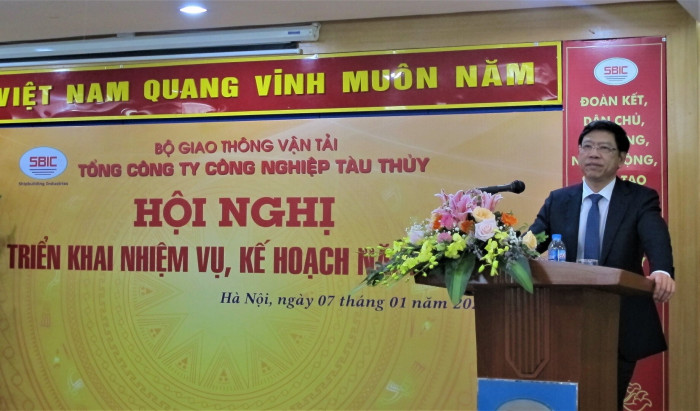 VIỆT NAM QUANG VINH MUÔN NĂM
SBIC
BỘ GIAO THÔNG VẬN TẢI
TỔNG CÔNG TY CÔNG NGHIỆP TÀU THỦY
HỘI NGHỊ
TRIỂN KHAI NHIỆM VỤ, KẾ HOẠCH
Hà Nội, ngày 07 tháng 01 năm
SBIC
ĐOÀN KẾT,
DÂN CHỦ,